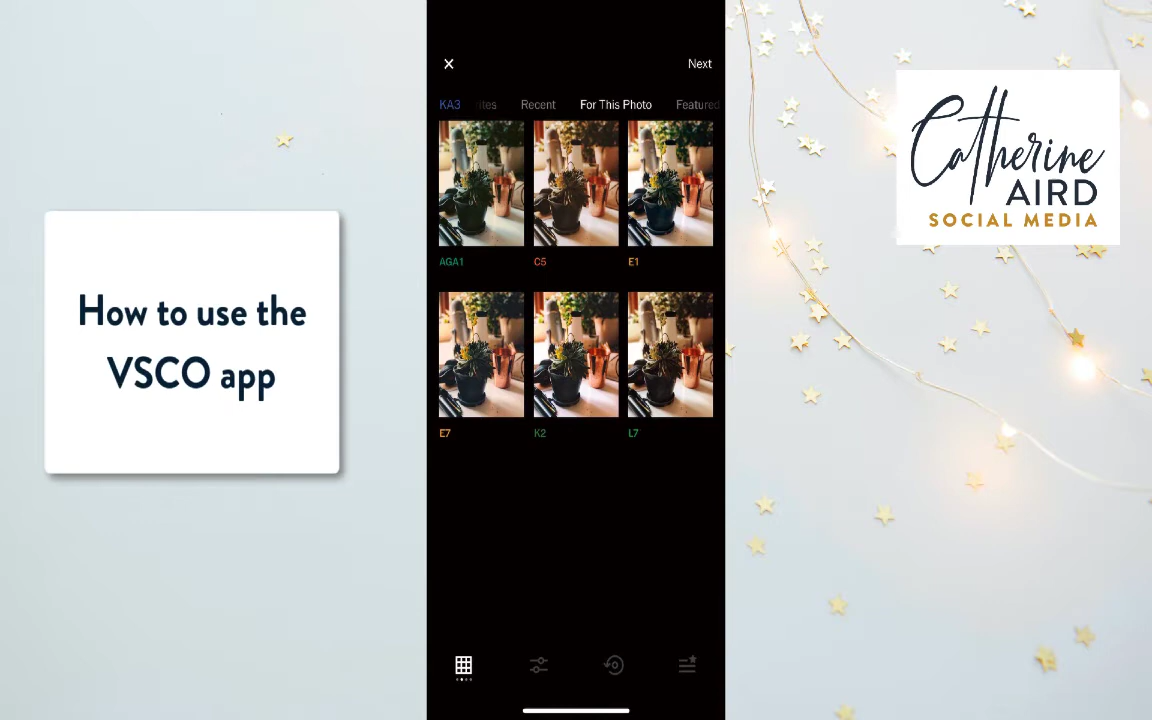 How to use the
VSCO app
Next
KA3 Recent For This Photo Featured
AGA1 C5 E1
E7 K2 L7
Catherine
AIRD
SOCIAL MEDIA